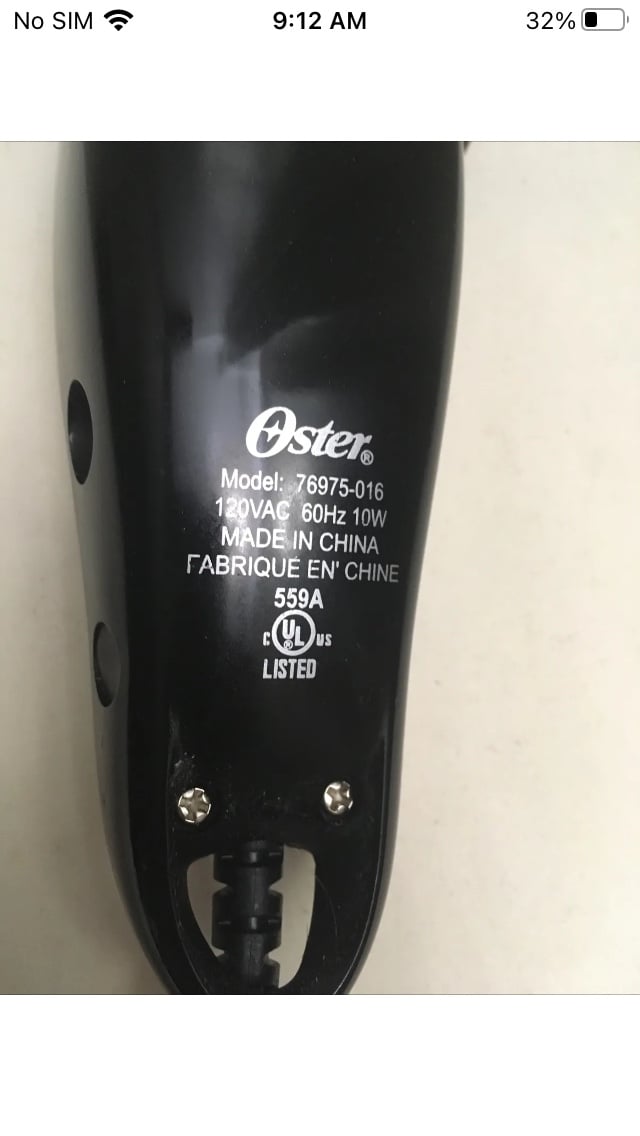 No SIM 9:12 AM 32%
Oster®
Model: 76975-016
120VAC 60Hz 10W
MADE IN CHINA
FABRIQUÉ EN' CHINE
559A
C UL® US
LISTED